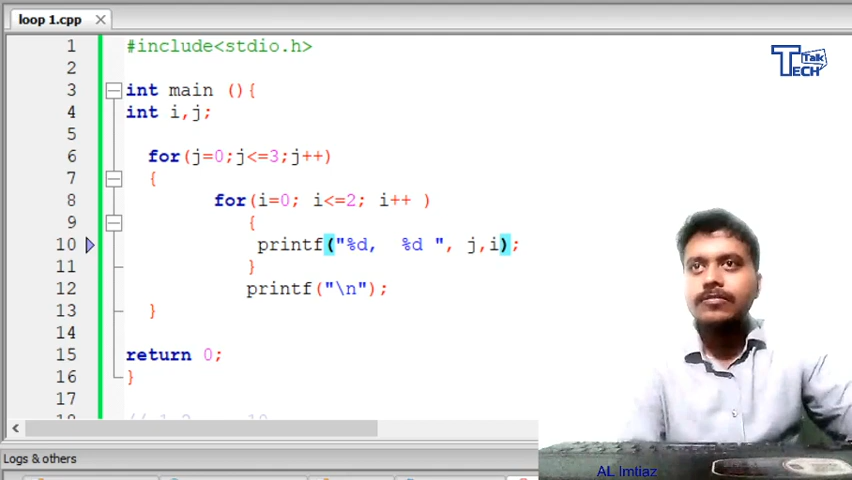 loop 1.cpp
1 #include<stdio.h>
2
3 int main (){
4 int i,j;
5
6 for(j=0;j<=3;j++)
7 {
8 for(i=0; i<=2; i++ )
9 {
10 printf("%d,  %d ", j,i);
11 }
12 printf("\n");
13 }
14
15 return 0;
16 }
17
Talk
TECH
Logs & others
AL Imtiaz